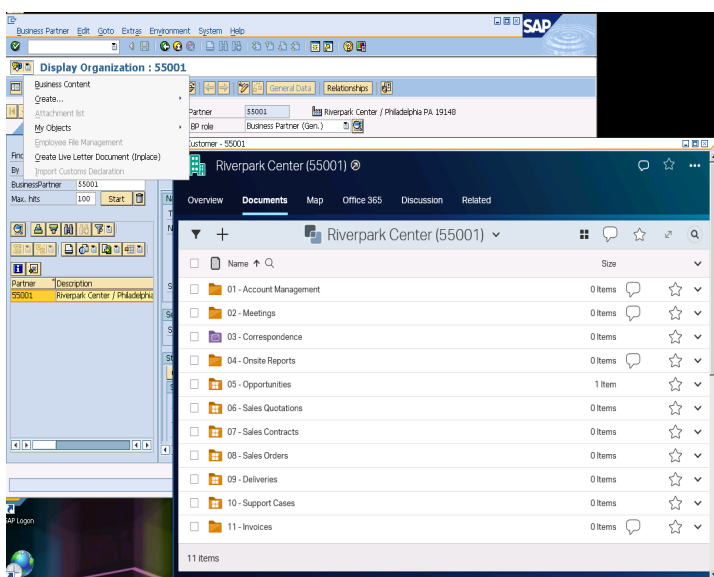 Business Partner Edit Goto Extras Environment System Help
SAP
Display Organization : 55001
General Data Relationships
Business Content
Create...
Attachment list
My Objects
Employee File Management
Create Live Letter Document (Inplace)
Import Customs Declaration
Partner 55001 Riverpark Center / Philadelphia PA 19148
BP role Business Partner (Gen.)
Find
By
BusinessPartner 55001
Max. hits 100 Start
Partner Description
55001 Riverpark Center / Philadelphia
Customer - 55001
Riverpark Center (55001)
Overview Documents Map Office 365 Discussion Related
Riverpark Center (55001)
Name Size
01 - Account Management 0 Items
02 - Meetings 0 Items
03 - Correspondence 0 Items
04 - Onsite Reports 0 Items
05 - Opportunities 1 Item
06 - Sales Quotations 0 Items
07 - Sales Contracts 0 Items
08 - Sales Orders 0 Items
09 - Deliveries 0 Items
10 - Support Cases 0 Items
11 - Invoices 0 Items
11 items
SAP Logon